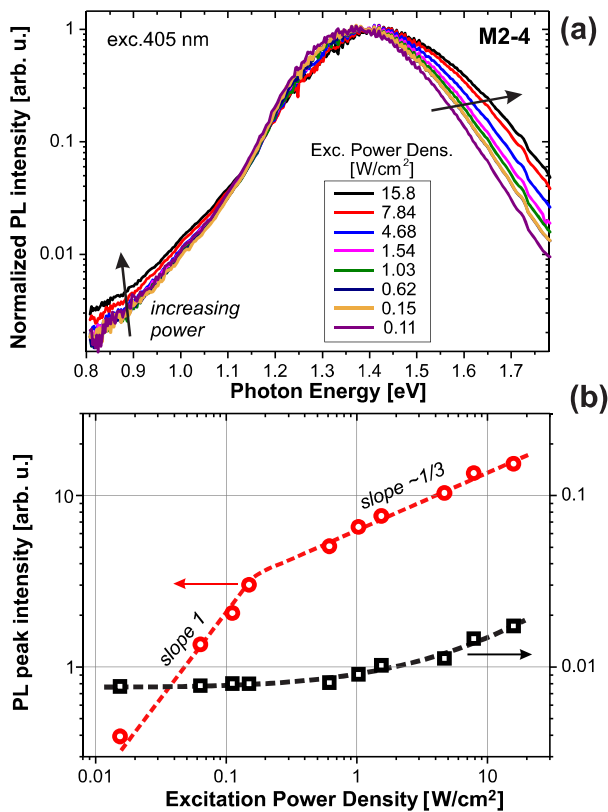 (a)
exc.405 nm
M2-4
Normalized PL intensity [arb. u.]
1
0.1
0.01
Exc. Power Dens.
[W/cm²]
15.8
7.84
4.68
1.54
1.03
0.62
0.15
0.11
increasing
power
0.8 0.9 1.0 1.1 1.2 1.3 1.4 1.5 1.6 1.7
Photon Energy [eV]
(b)
PL peak intensity [arb. u.]
10
1
slope ~1/3
slope 1
0.1
0.01
0.01 0.1 1 10
Excitation Power Density [W/cm²]